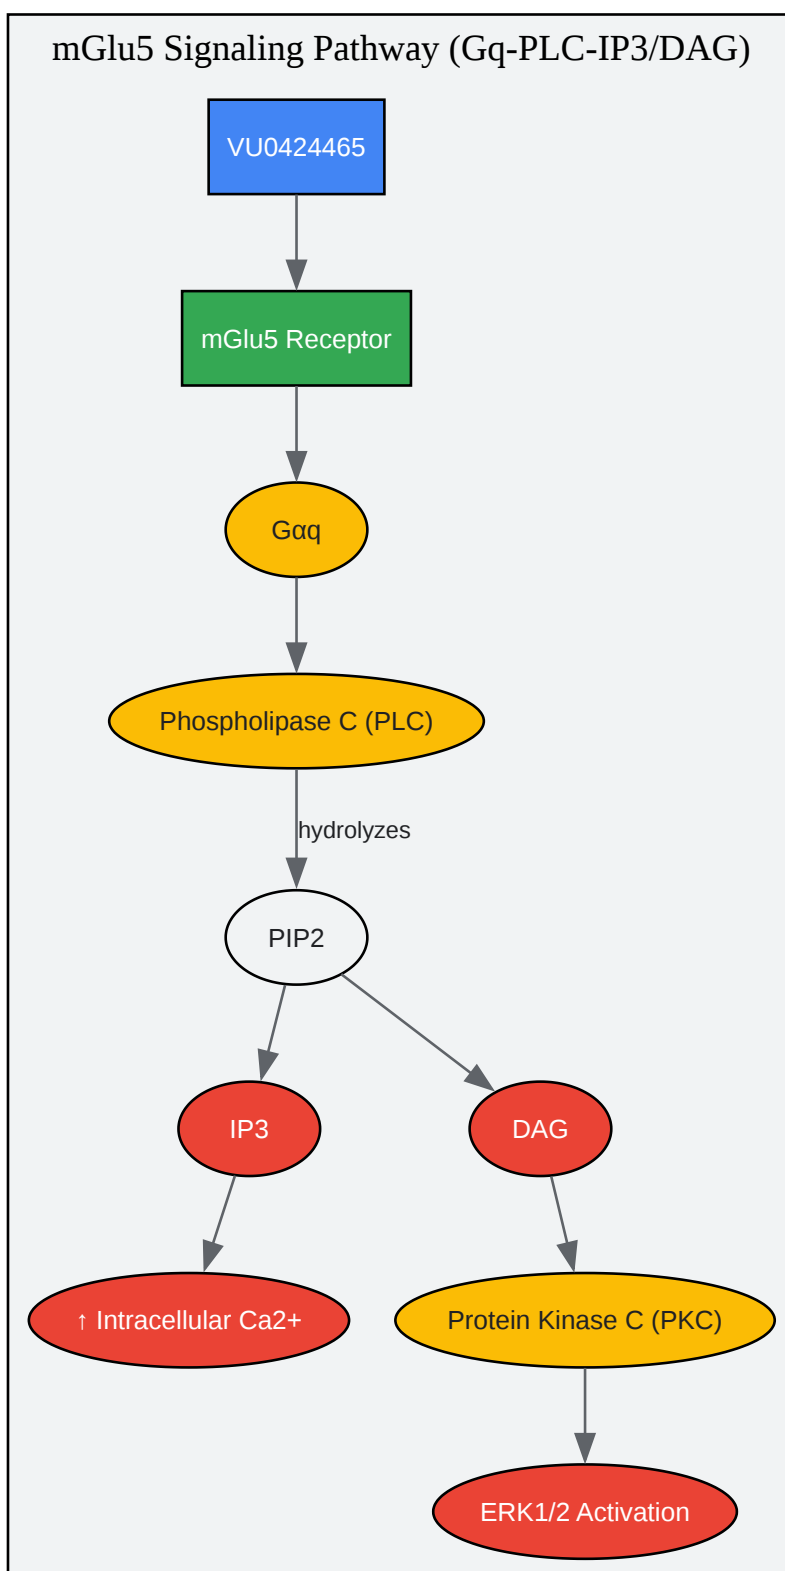 mGlu5 Signaling Pathway (Gq-PLC-IP3/DAG)
VU0424465
mGlu5 Receptor
Gαq
Phospholipase C (PLC)
hydrolyzes
PIP2
IP3
DAG
↑ Intracellular Ca2+
Protein Kinase C (PKC)
ERK1/2 Activation